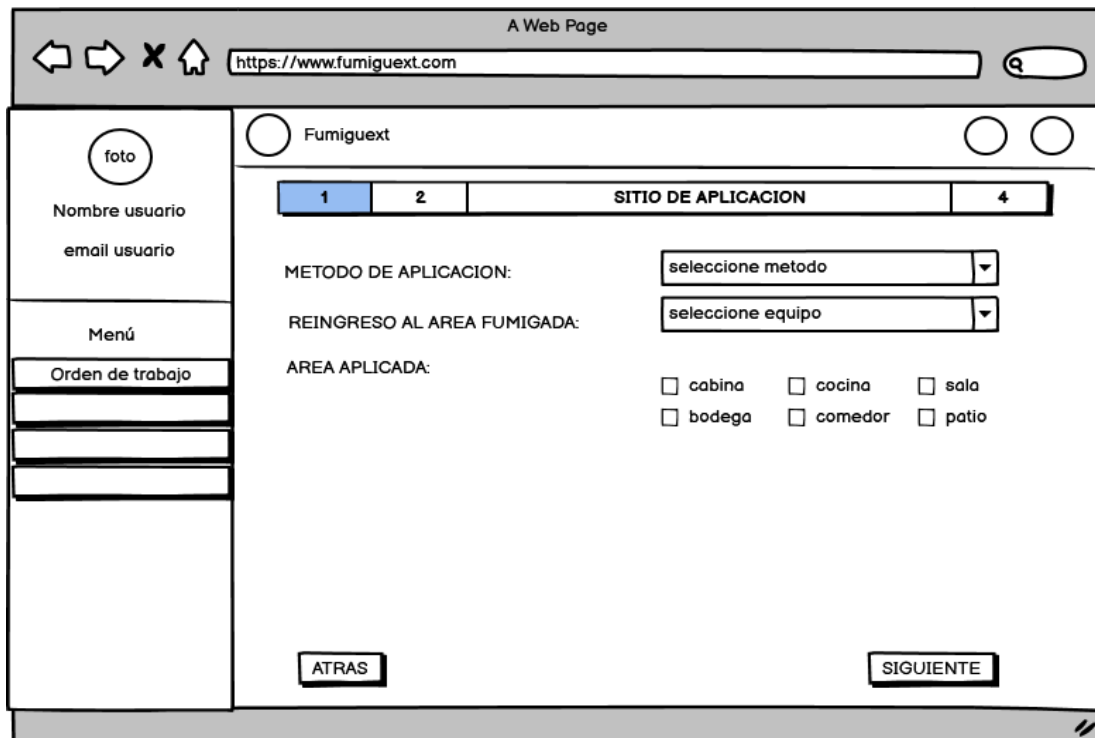 A Web Page
https://www.fumiguext.com
foto
Nombre usuario
email usuario
Menú
Orden de trabajo
Fumiguext
1 2 SITIO DE APLICACION 4
METODO DE APLICACION: seleccione metodo
REINGRESO AL AREA FUMIGADA: seleccione equipo
AREA APLICADA:
cabina cocina sala
bodega comedor patio
ATRAS SIGUIENTE